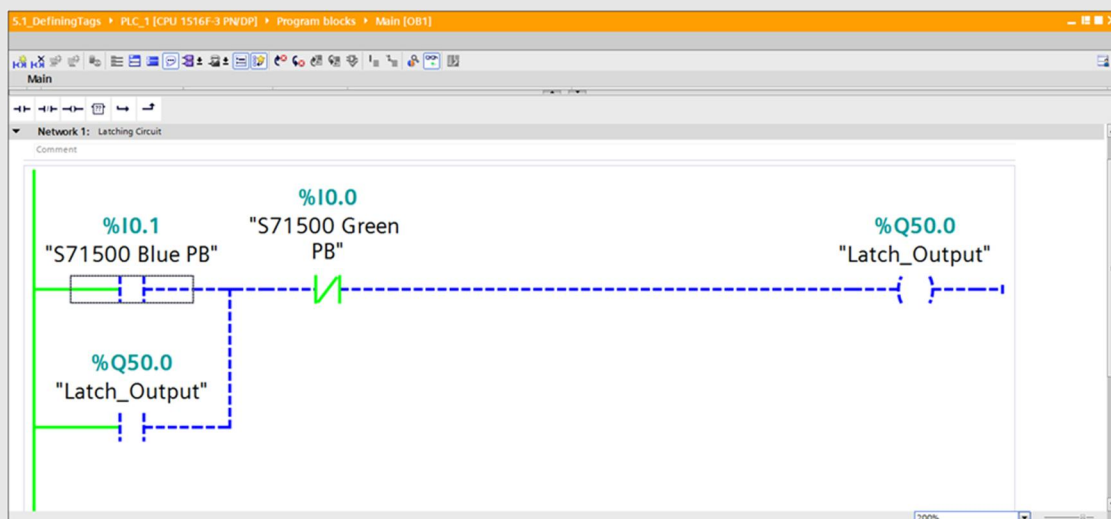 5.1_DefiningTags ▸ PLC_1 [CPU 1516F-3 PN/DP] ▸ Program blocks ▸ Main [OB1]
Main
Network 1: Latching Circuit
Comment
%I0.1
"S71500 Blue PB"
%I0.0
"S71500 Green
PB"
%Q50.0
"Latch_Output"
%Q50.0
"Latch_Output"
200%